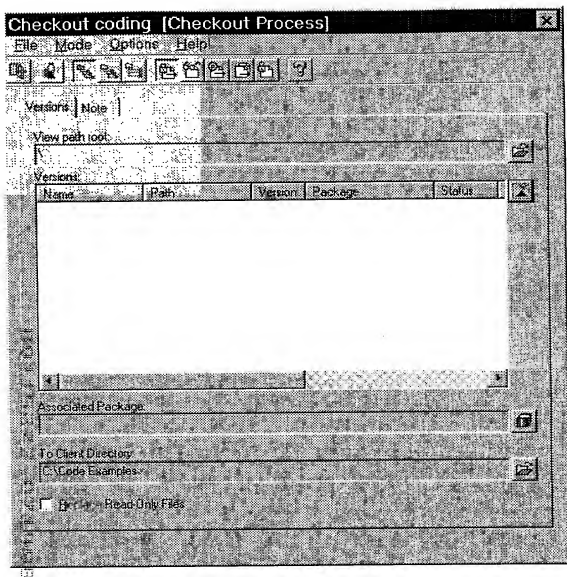 Checkout coding [Checkout Process]
File Mode Options Help
Versions Note
View path root:
\
Versions:
Name Path Version Package Status
Associated Package:
To Client Directory:
C:\Code Examples
Read-Only Files